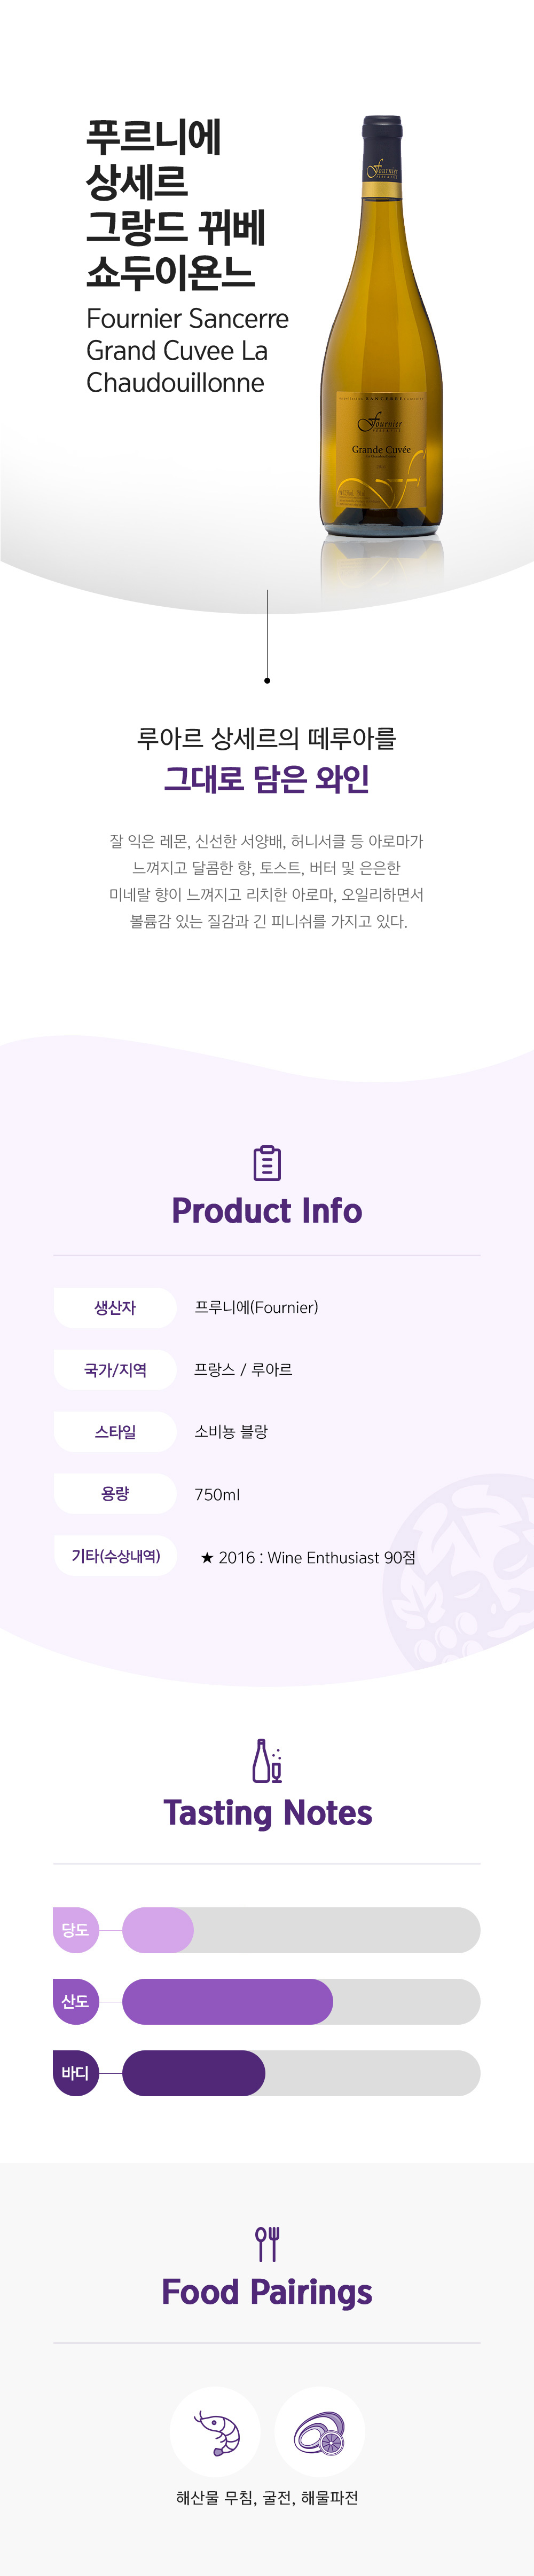 푸르니에
상세르
그랑드 뀌베
쇼두이욘느
Fournier Sancerre
Grand Cuvee La
Chaudouillonne
Fournier
SANCERRE
Fournier
Grande Cuvée
루아르 상세르의 떼루아를
그대로 담은 와인
잘 익은 레몬, 신선한 서양배, 허니서클 등 아로마가
느껴지고 달콤한 향, 토스트, 버터 및 은은한
미네랄 향이 느껴지고 리치한 아로마, 오일리하면서
볼륨감 있는 질감과 긴 피니쉬를 가지고 있다.
Product Info
생산자 프루니에(Fournier)
국가/지역 프랑스 / 루아르
스타일 소비뇽 블랑
용량 750ml
기타(수상내역) ★ 2016 : Wine Enthusiast 90점
Tasting Notes
당도
산도
바디
Food Pairings
해산물 무침, 굴전, 해물파전